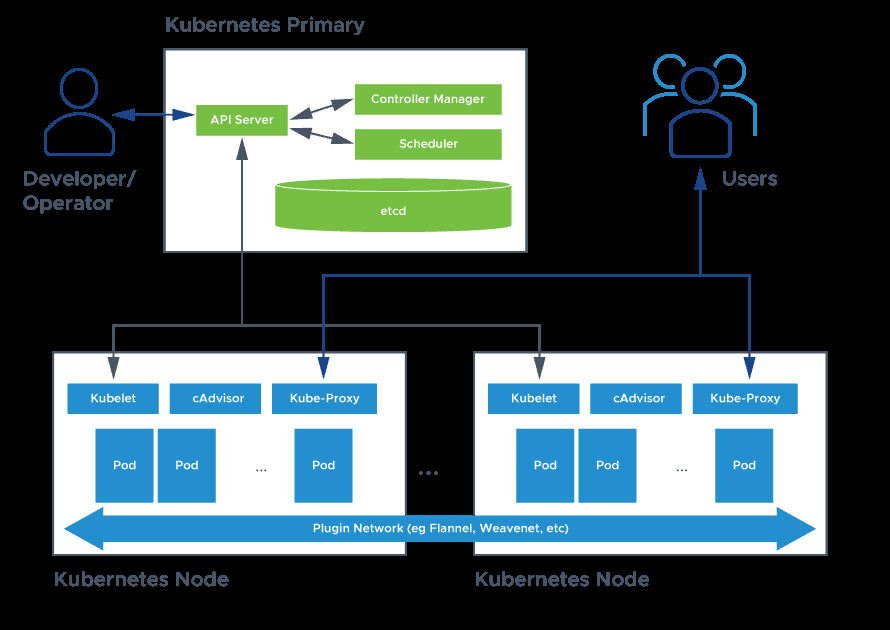 Kubernetes Primary
API Server
Controller Manager
Scheduler
etcd
Developer/
Operator
Users
Kubelet
cAdvisor
Kube-Proxy
Pod
Pod
...
Pod
...
Kubelet
cAdvisor
Kube-Proxy
Pod
Pod
...
Pod
Plugin Network (eg Flannel, Weavenet, etc)
Kubernetes Node
Kubernetes Node